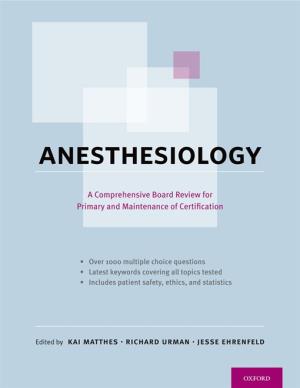 ANESTHESIOLOGY
A Comprehensive Board Review for
Primary and Maintenance of Certification
• Over 1000 multiple choice questions
• Latest keywords covering all topics tested
• Includes patient safety, ethics, and statistics
Edited by KAI MATTHES • RICHARD URMAN • JESSE EHRENFELD
OXFORD